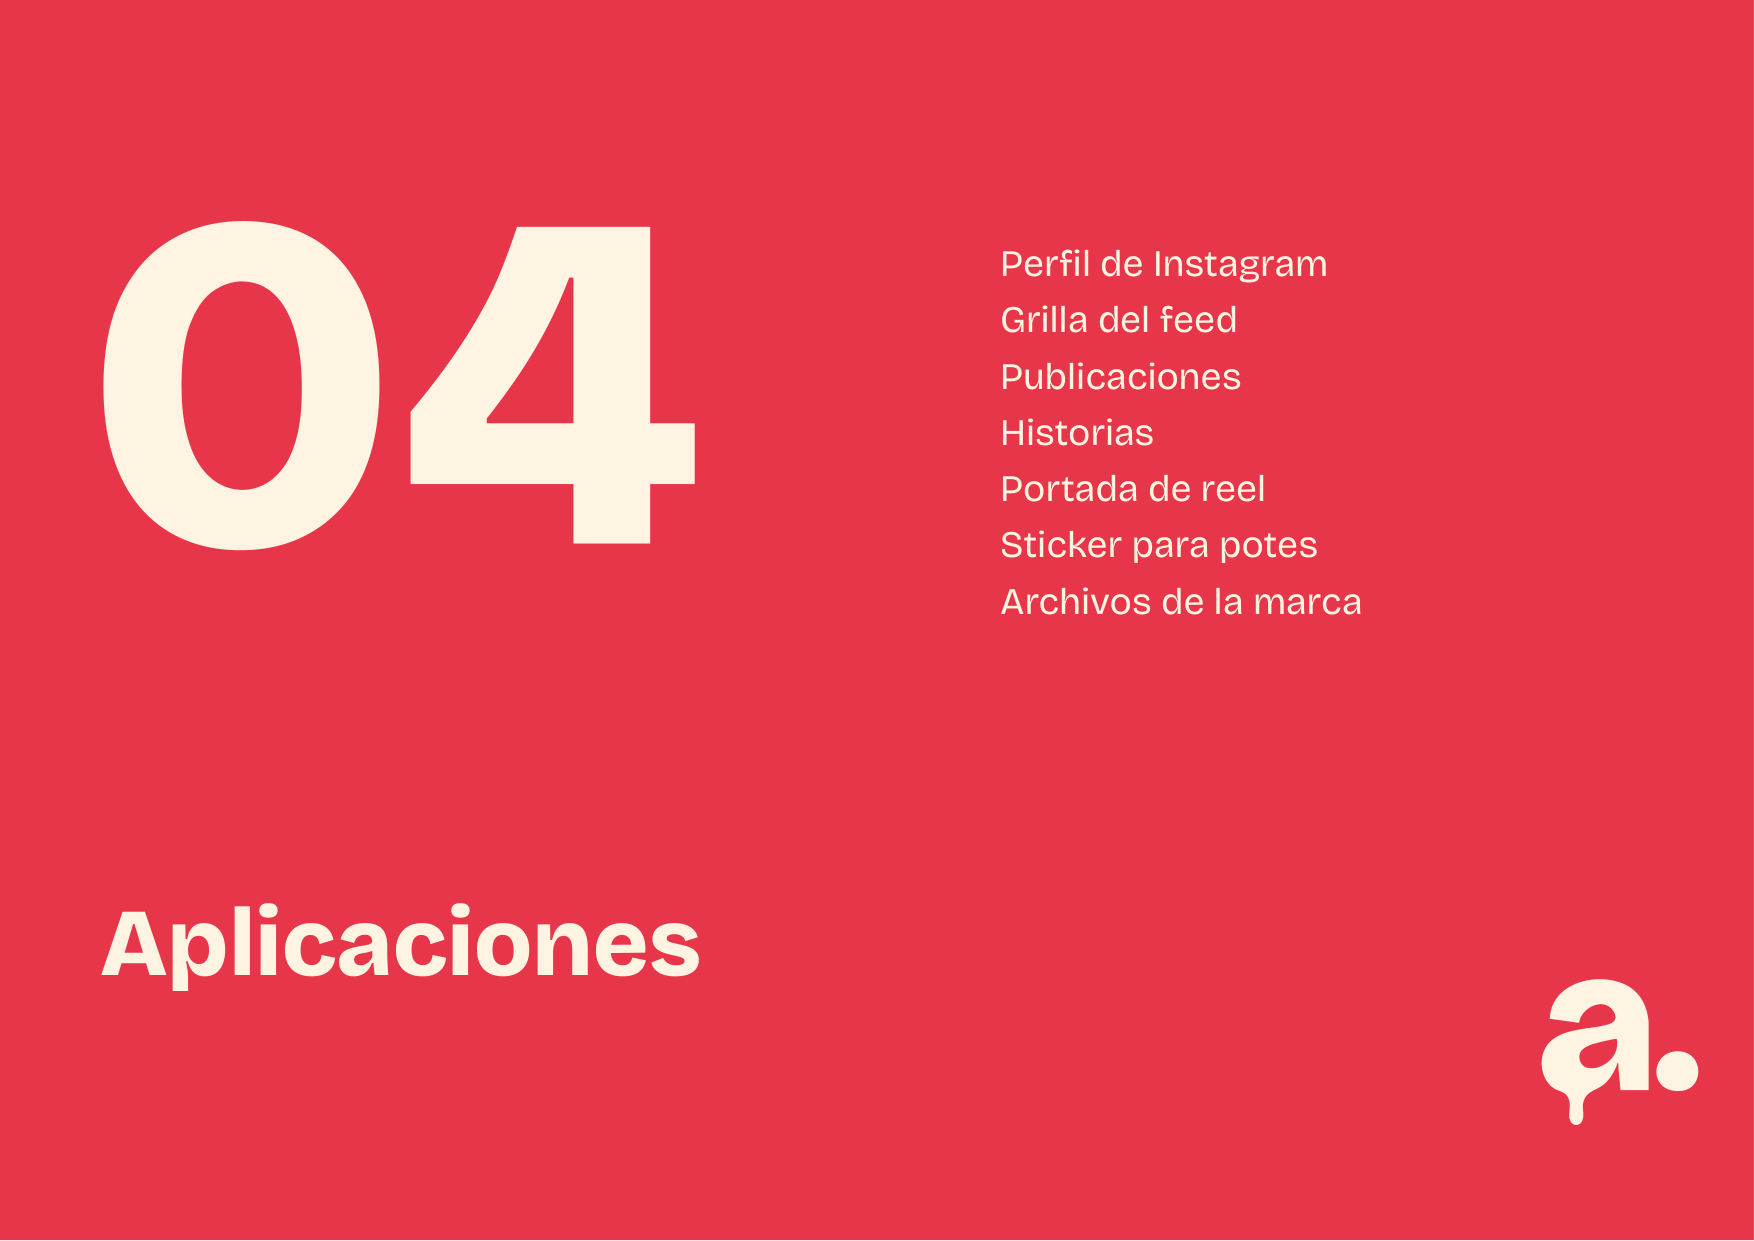 04
Perfil de Instagram
Grilla del feed
Publicaciones
Historias
Portada de reel
Sticker para potes
Archivos de la marca
Aplicaciones
a.